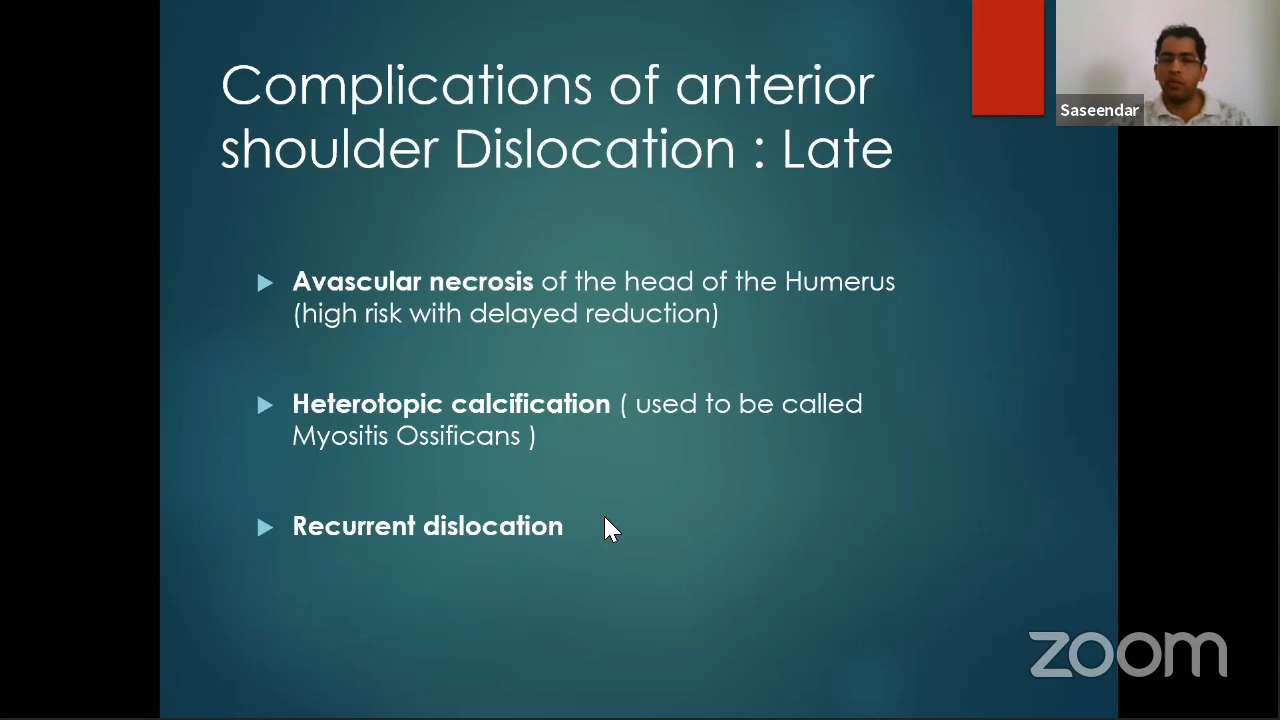 Complications of anterior
shoulder Dislocation : Late
Saseendar
Avascular necrosis of the head of the Humerus
(high risk with delayed reduction)
Heterotopic calcification ( used to be called
Myositis Ossificans )
Recurrent dislocation
zoom